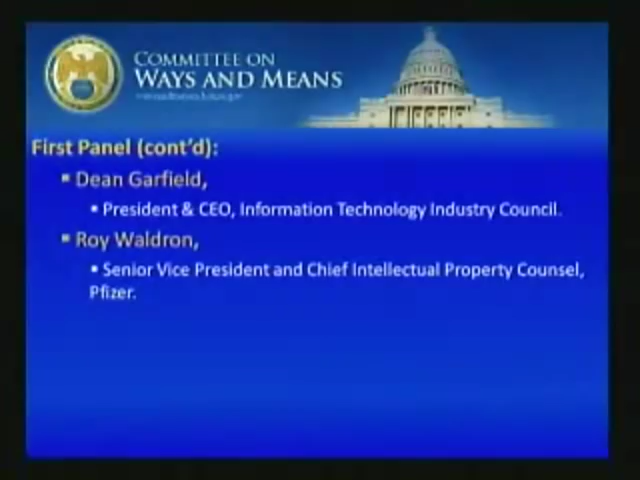 COMMITTEE ON
WAYS AND MEANS
First Panel (cont'd):
▪ Dean Garfield,
▪ President & CEO, Information Technology Industry Council.
▪ Roy Waldron,
▪ Senior Vice President and Chief Intellectual Property Counsel,
Pfizer.